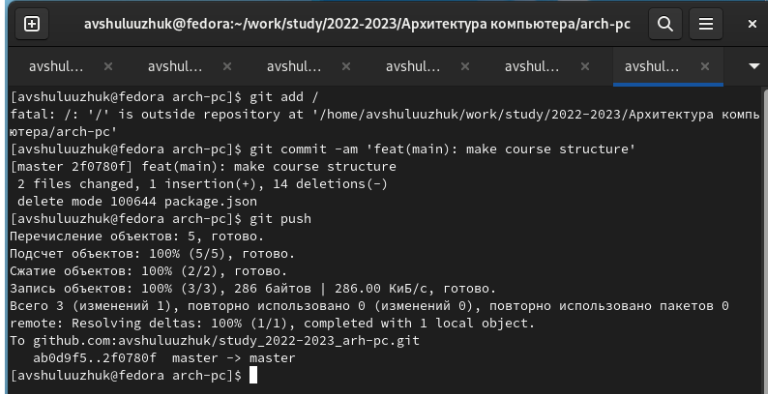 avshuluuzhuk@fedora:~/work/study/2022-2023/Архитектура компьютера/arch-pc
avshul... avshul... avshul... avshul... avshul... avshul...
[avshuluuzhuk@fedora arch-pc]$ git add /
fatal: /: '/' is outside repository at '/home/avshuluuzhuk/work/study/2022-2023/Архитектура компь
ютера/arch-pc'
[avshuluuzhuk@fedora arch-pc]$ git commit -am 'feat(main): make course structure'
[master 2f0780f] feat(main): make course structure
2 files changed, 1 insertion(+), 14 deletions(-)
delete mode 100644 package.json
[avshuluuzhuk@fedora arch-pc]$ git push
Перечисление объектов: 5, готово.
Подсчет объектов: 100% (5/5), готово.
Сжатие объектов: 100% (2/2), готово.
Запись объектов: 100% (3/3), 286 байтов | 286.00 КиБ/с, готово.
Всего 3 (изменений 1), повторно использовано 0 (изменений 0), повторно использовано пакетов 0
remote: Resolving deltas: 100% (1/1), completed with 1 local object.
To github.com:avshuluuzhuk/study_2022-2023_arh-pc.git
ab0d9f5..2f0780f master -> master
[avshuluuzhuk@fedora arch-pc]$